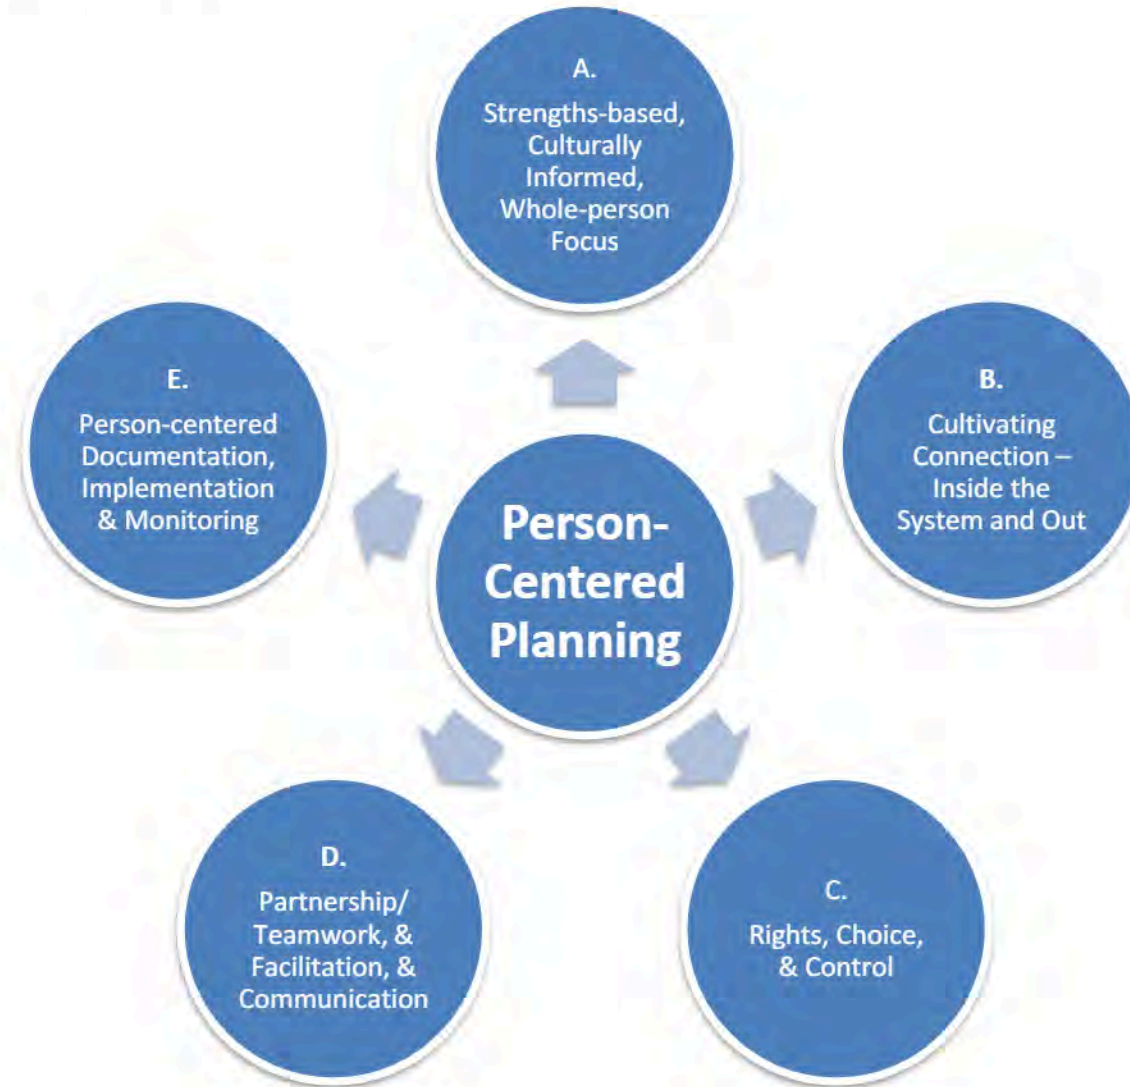 A.
Strengths-based,
Culturally
Informed,
Whole-person
Focus
B.
Cultivating
Connection –
Inside the
System and Out
C.
Rights, Choice,
& Control
D.
Partnership/
Teamwork, &
Facilitation, &
Communication
E.
Person-centered
Documentation,
Implementation
& Monitoring
Person-
Centered
Planning